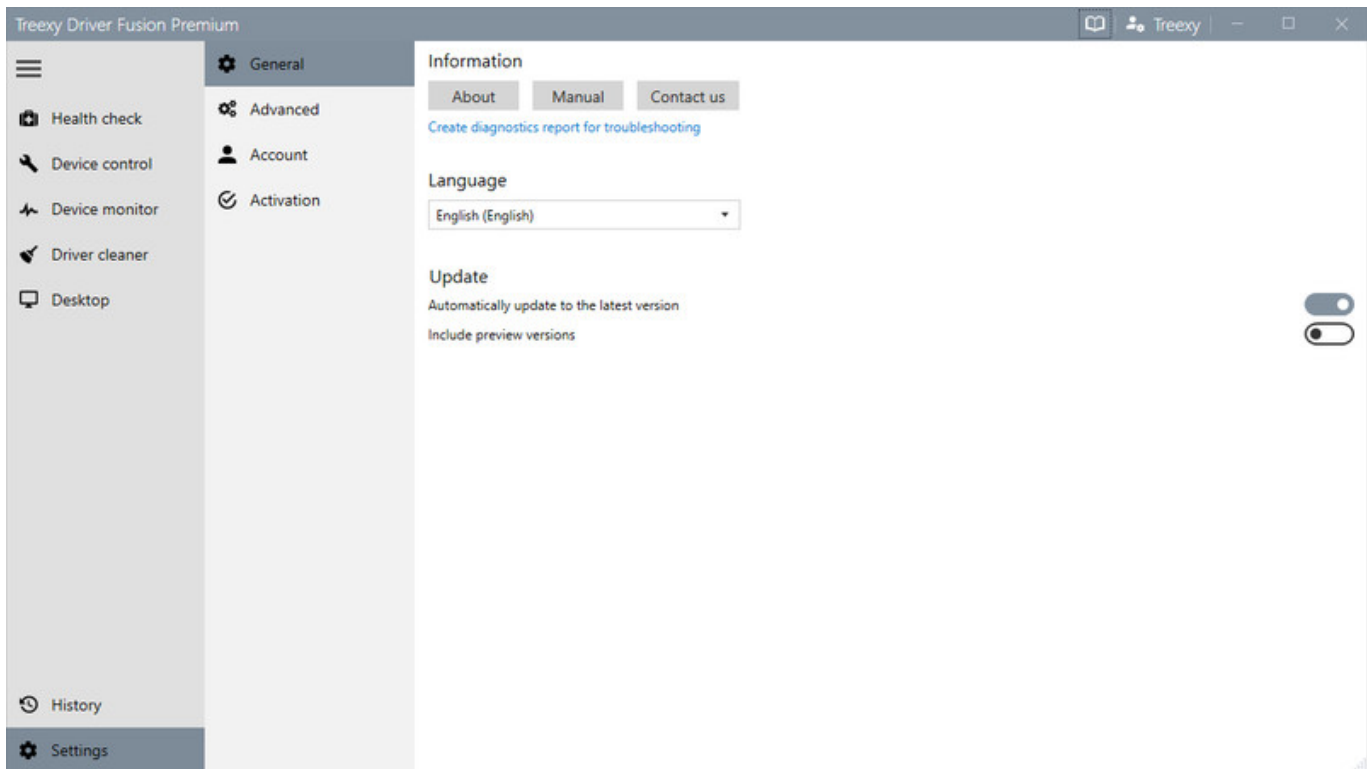 Treexy Driver Fusion Premium
Treexy
Health check
Device control
Device monitor
Driver cleaner
Desktop
History
Settings
General
Advanced
Account
Activation
Information
About Manual Contact us
Create diagnostics report for troubleshooting
Language
English (English)
Update
Automatically update to the latest version
Include preview versions